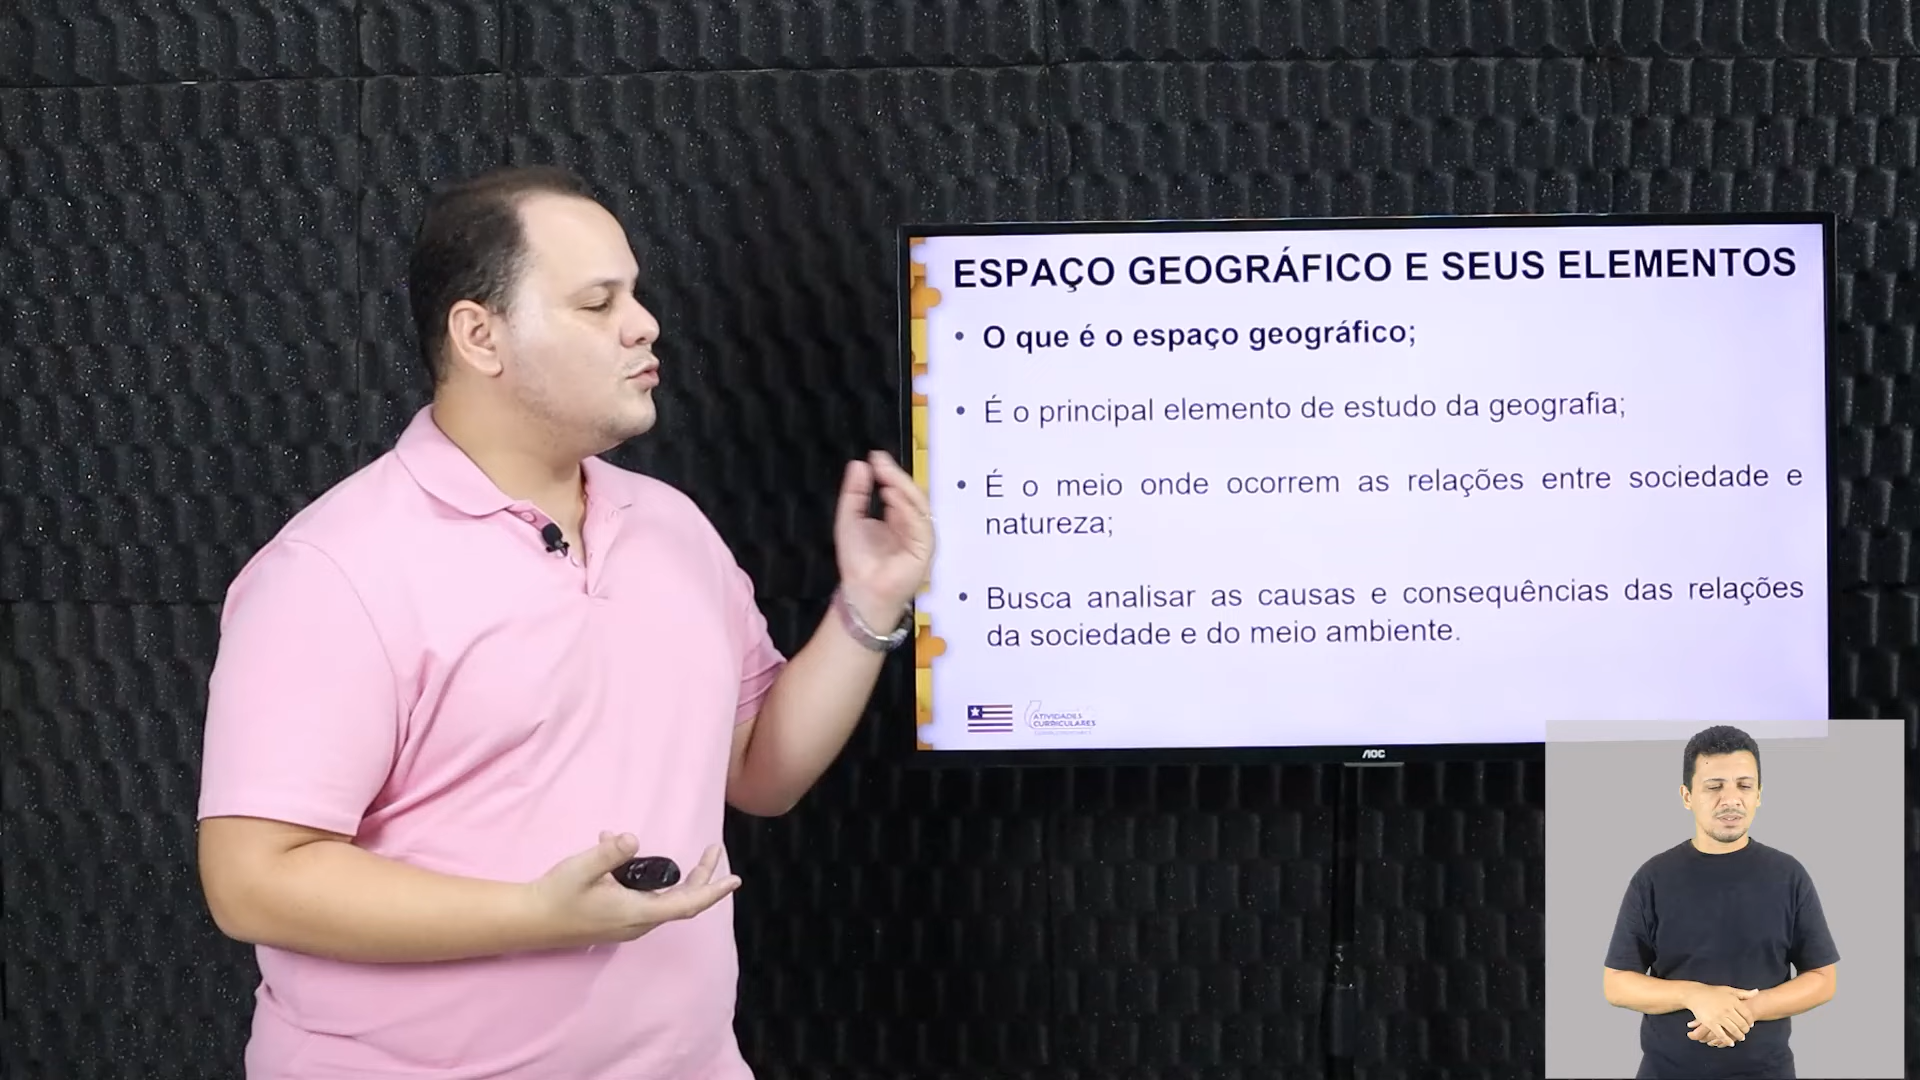 ESPAÇO GEOGRÁFICO E SEUS ELEMENTOS
• O que é o espaço geográfico;
• É o principal elemento de estudo da geografia;
• É o meio onde ocorrem as relações entre sociedade e
natureza;
• Busca analisar as causas e consequências das relações
da sociedade e do meio ambiente.
ATIVIDADES
CURRICULARES
AOC